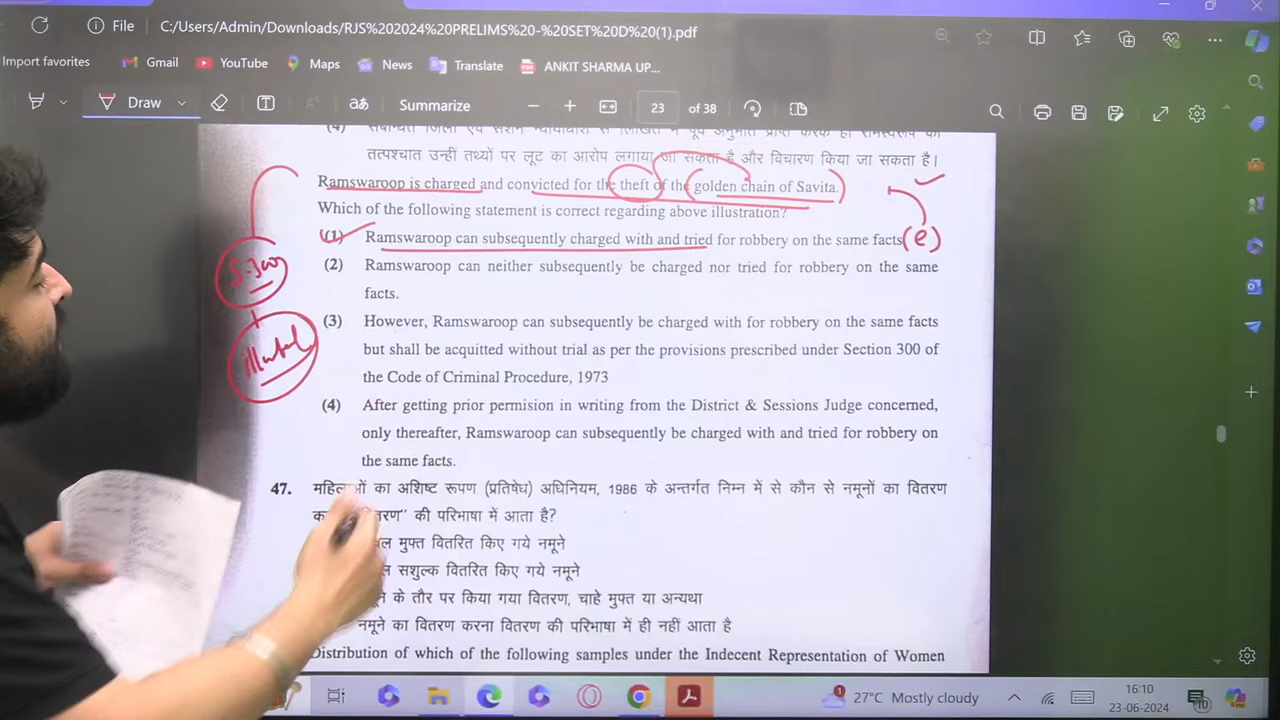 File C:/Users/Admin/Downloads/RJS%202024%20PRELIMS%20-%20SET%20D%20(1).pdf
Import favorites Gmail YouTube Maps News Translate ANKIT SHARMA UP...
Draw aあ Summarize 23 of 38
तत्पश्चात उन्हीं तथ्यों पर लूट का आरोप लगाया जा सकता है और विचारण किया जा सकता है।
Ramswaroop is charged and convicted for the theft of the golden chain of Savita.
Which of the following statement is correct regarding above illustration?
(1) Ramswaroop can subsequently charged with and tried for robbery on the same facts (e)
(2) Ramswaroop can neither subsequently be charged nor tried for robbery on the same
facts.
(3) However, Ramswaroop can subsequently be charged with for robbery on the same facts
but shall be acquitted without trial as per the provisions prescribed under Section 300 of
the Code of Criminal Procedure, 1973
(4) After getting prior permision in writing from the District & Sessions Judge concerned,
only thereafter, Ramswaroop can subsequently be charged with and tried for robbery on
the same facts.
47. महिलाओं का अशिष्ट रूपण (प्रतिषेध) अधिनियम, 1986 के अन्तर्गत निम्न में से कौन से नमूनों का वितरण
की परिभाषा में आता है?
मुफ्त वितरित किए गये नमूने
सशुल्क वितरित किए गये नमूने
के तौर पर किया गया वितरण, चाहे मुफ्त या अन्यथा
नमूने का वितरण करना वितरण की परिभाषा में ही नहीं आता है
Distribution of which of the following samples under the Indecent Representation of Women
27°C Mostly cloudy 16:10
23-06-2024